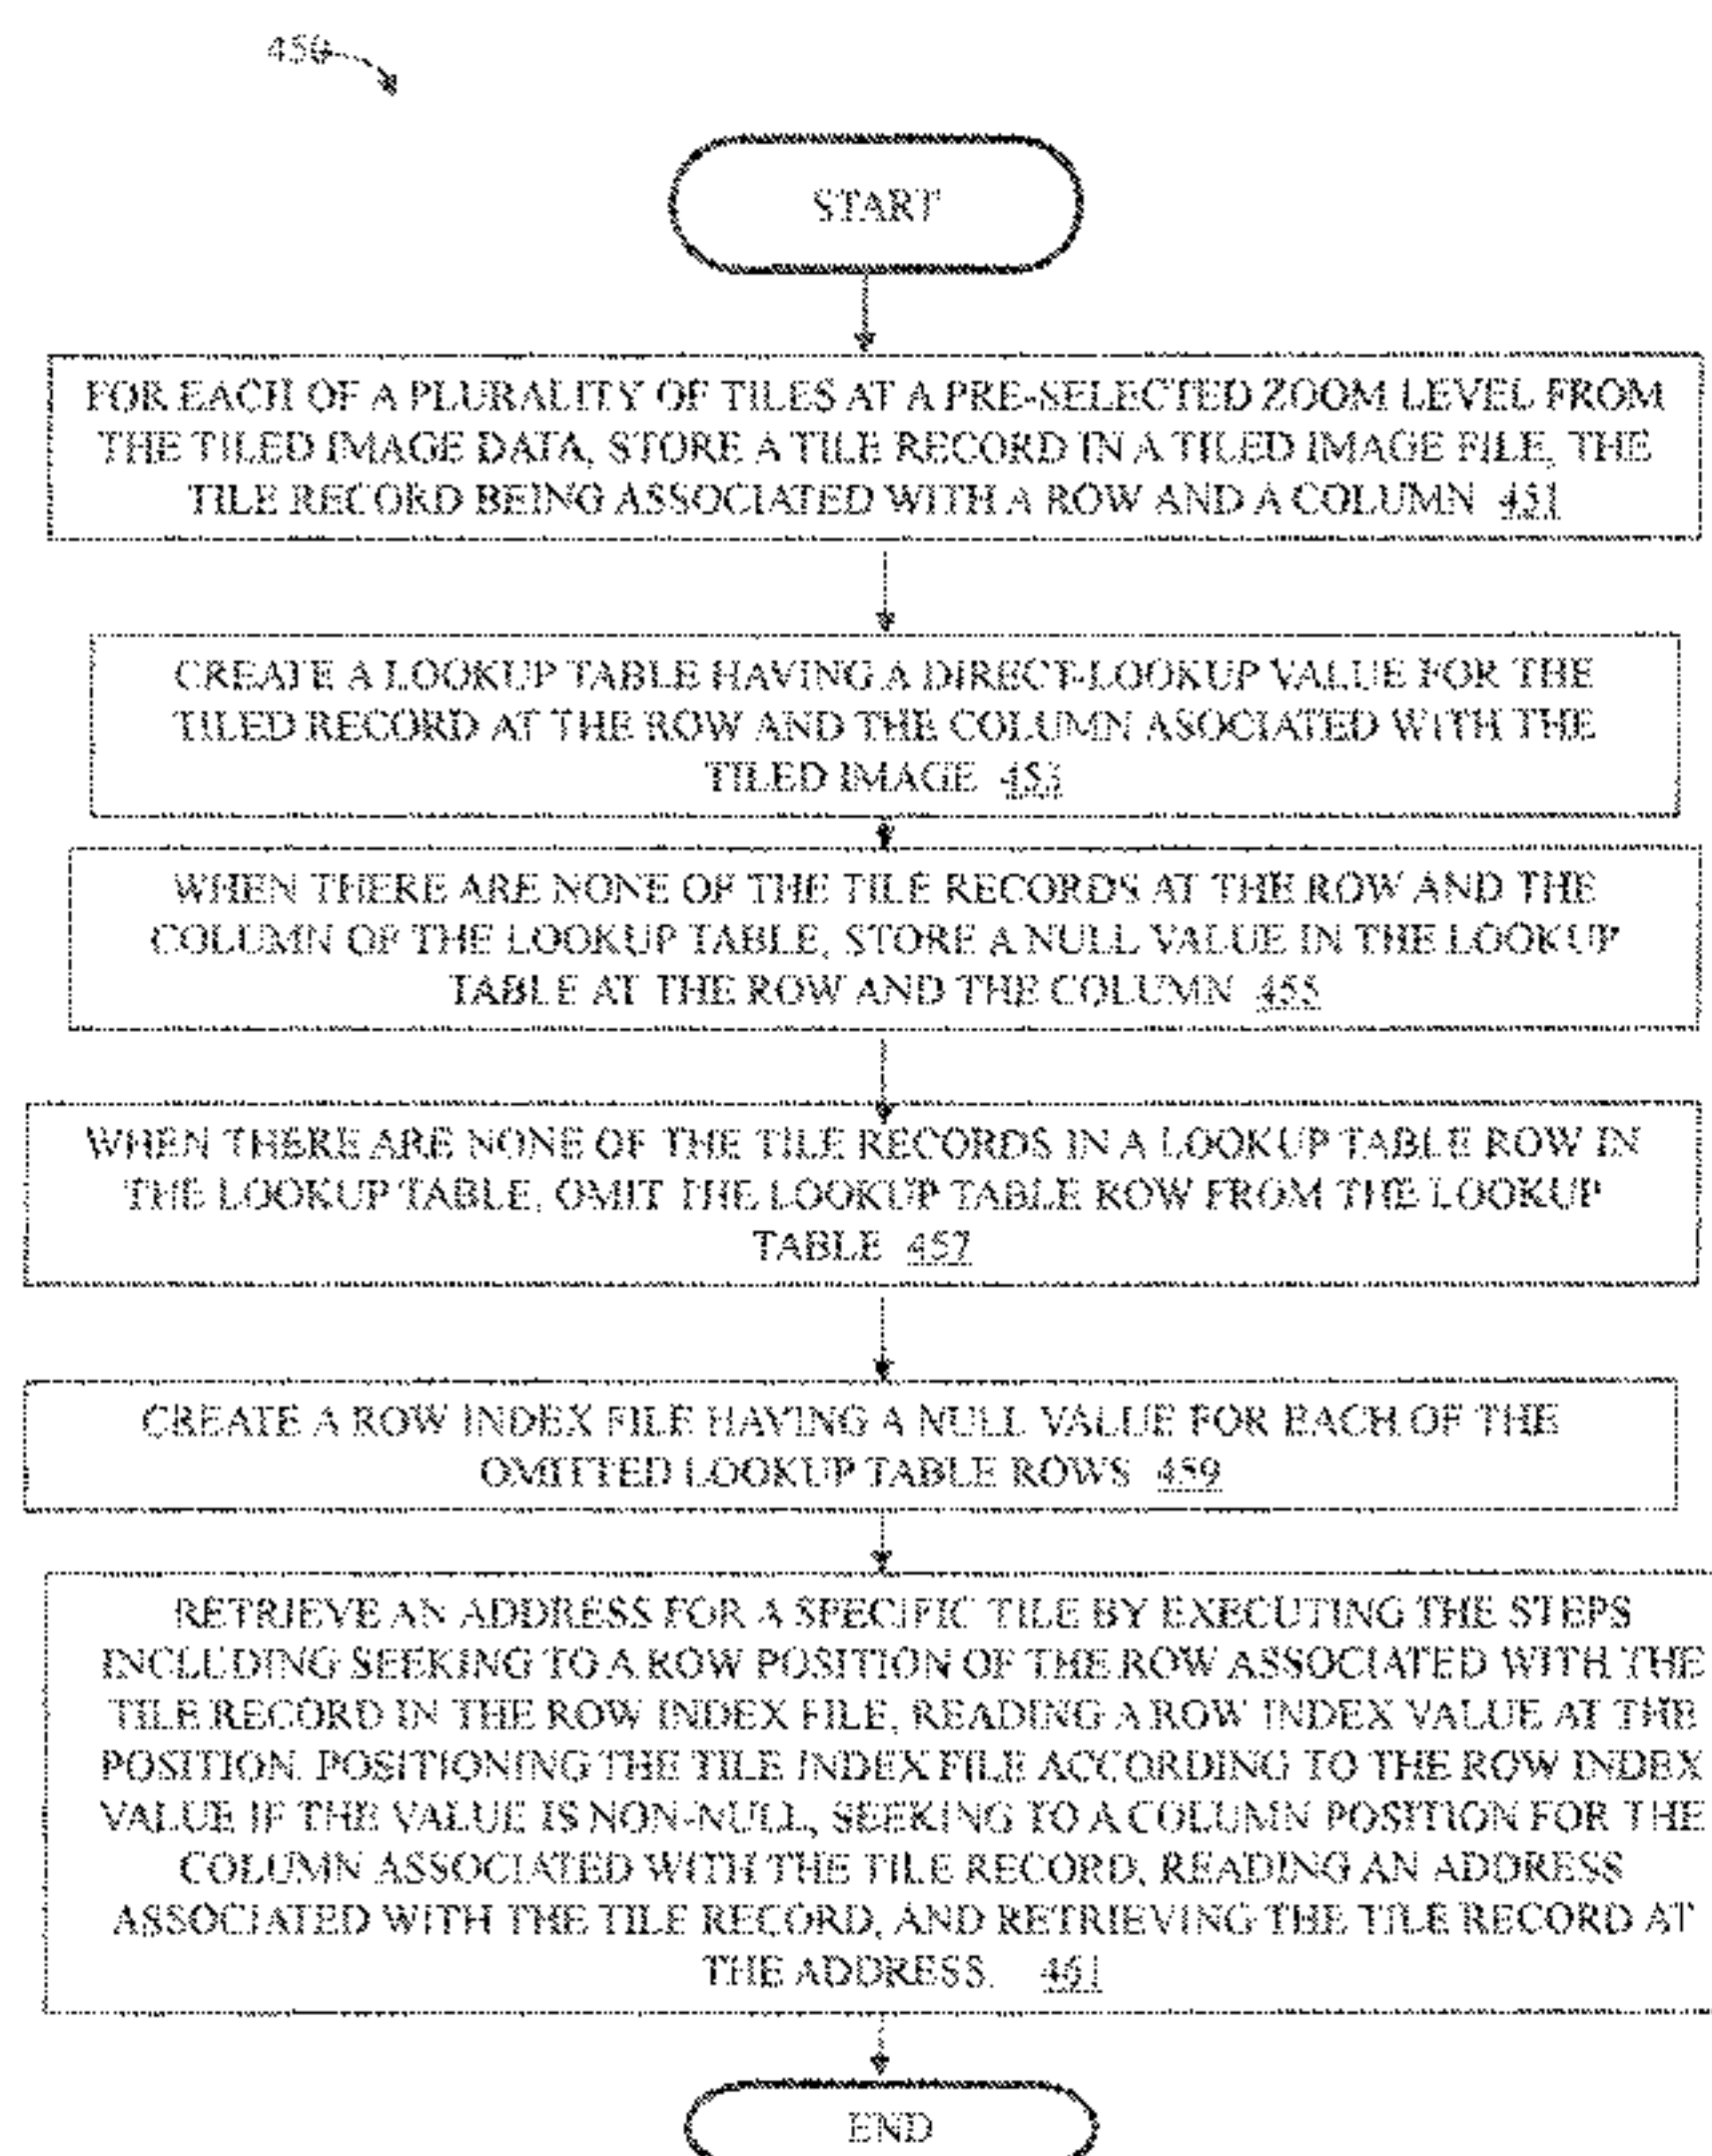 450
START
FOR EACH OF A PLURALITY OF TILES AT A PRE-SELECTED ZOOM LEVEL FROM
THE TILED IMAGE DATA, STORE A TILE RECORD IN A TILED IMAGE FILE, THE
TILE RECORD BEING ASSOCIATED WITH A ROW AND A COLUMN 451
CREATE A LOOKUP TABLE HAVING A DIRECT-LOOKUP VALUE FOR THE
TILED RECORD AT THE ROW AND THE COLUMN ASOCIATED WITH THE
TILED IMAGE 453
WHEN THERE ARE NONE OF THE TILE RECORDS AT THE ROW AND THE
COLUMN OF THE LOOKUP TABLE, STORE A NULL VALUE IN THE LOOKUP
TABLE AT THE ROW AND THE COLUMN 455
WHEN THERE ARE NONE OF THE TILE RECORDS IN A LOOKUP TABLE ROW IN
THE LOOKUP TABLE, OMIT THE LOOKUP TABLE ROW FROM THE LOOKUP
TABLE 457
CREATE A ROW INDEX FILE HAVING A NULL VALUE FOR EACH OF THE
OMITTED LOOKUP TABLE ROWS 459
RETRIEVE AN ADDRESS FOR A SPECIFIC TILE BY EXECUTING THE STEPS
INCLUDING SEEKING TO A ROW POSITION OF THE ROW ASSOCIATED WITH THE
TILE RECORD IN THE ROW INDEX FILE, READING A ROW INDEX VALUE AT THE
POSITION. POSITIONING THE TILE INDEX FILE ACCORDING TO THE ROW INDEX
VALUE IF THE VALUE IS NON-NULL, SEEKING TO A COLUMN POSITION FOR THE
COLUMN ASSOCIATED WITH THE TILE RECORD, READING AN ADDRESS
ASSOCIATED WITH THE TILE RECORD, AND RETRIEVING THE TILE RECORD AT
THE ADDRESS. 461
END